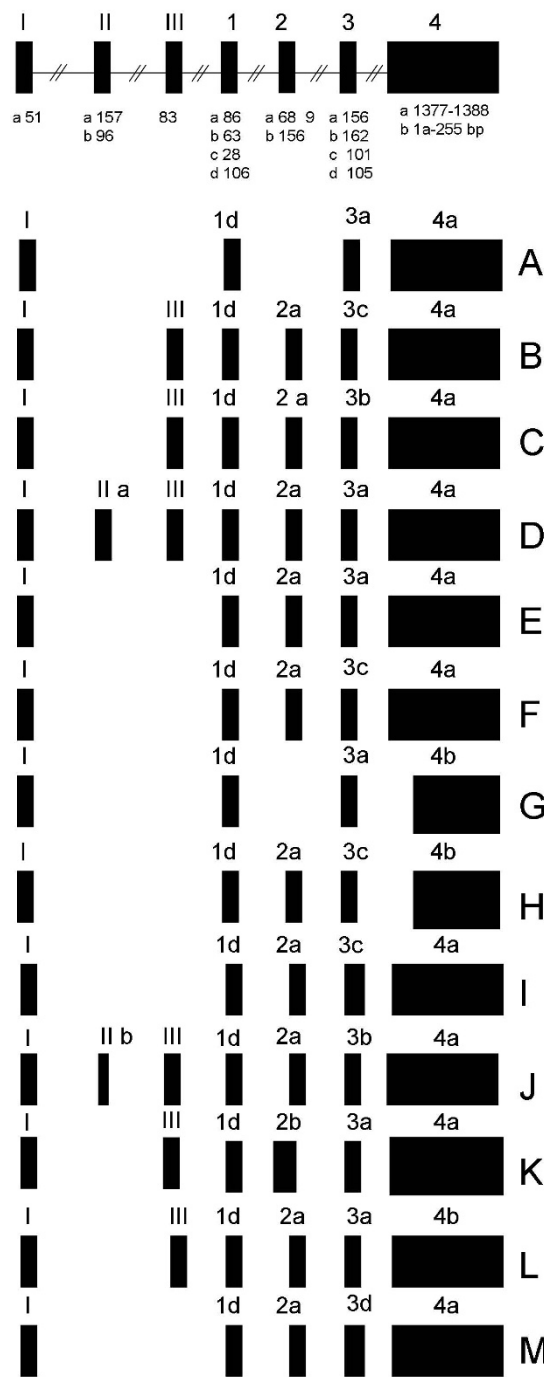 I II III 1 2 3 4
a 51 a 157 83 a 86 a 68 9 a 156 a 1377-1388
b 96 b 63 b 156 b 162 b 1a-255 bp
c 28 c 101
d 106 d 105
I 1d 3a 4a
A
I III 1d 2a 3c 4a
B
I III 1d 2 a 3b 4a
C
I II a III 1d 2a 3a 4a
D
I 1d 2a 3a 4a
E
I 1d 2a 3c 4a
F
I 1d 3a 4b
G
I 1d 2a 3c 4b
H
I 1d 2a 3c 4a
I
I II b III 1d 2a 3b 4a
J
I III 1d 2b 3a 4a
K
I III 1d 2a 3a 4b
L
I 1d 2a 3d 4a
M